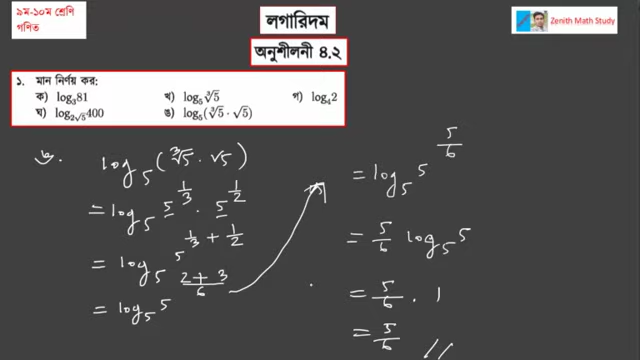 ৯ম-১০ম শ্রেণি
গণিত
লগারিদম
Zenith Math Study
অনুশীলনী ৪.২
১. মান নির্ণয় কর:
ক) log₃81 খ) log₅∛5 গ) log₄2
ঘ) log₂√₅400 ঙ) log₅(∛5 · √5)
ঙ. log₅(∛5 · √5)
= log₅ 5^(1/3) · 5^(1/2)
= log₅ 5^(1/3 + 1/2)
= log₅ 5^((2+3)/6)
= log₅ 5^(5/6)
= 5/6 log₅ 5
= 5/6 · 1
= 5/6 //